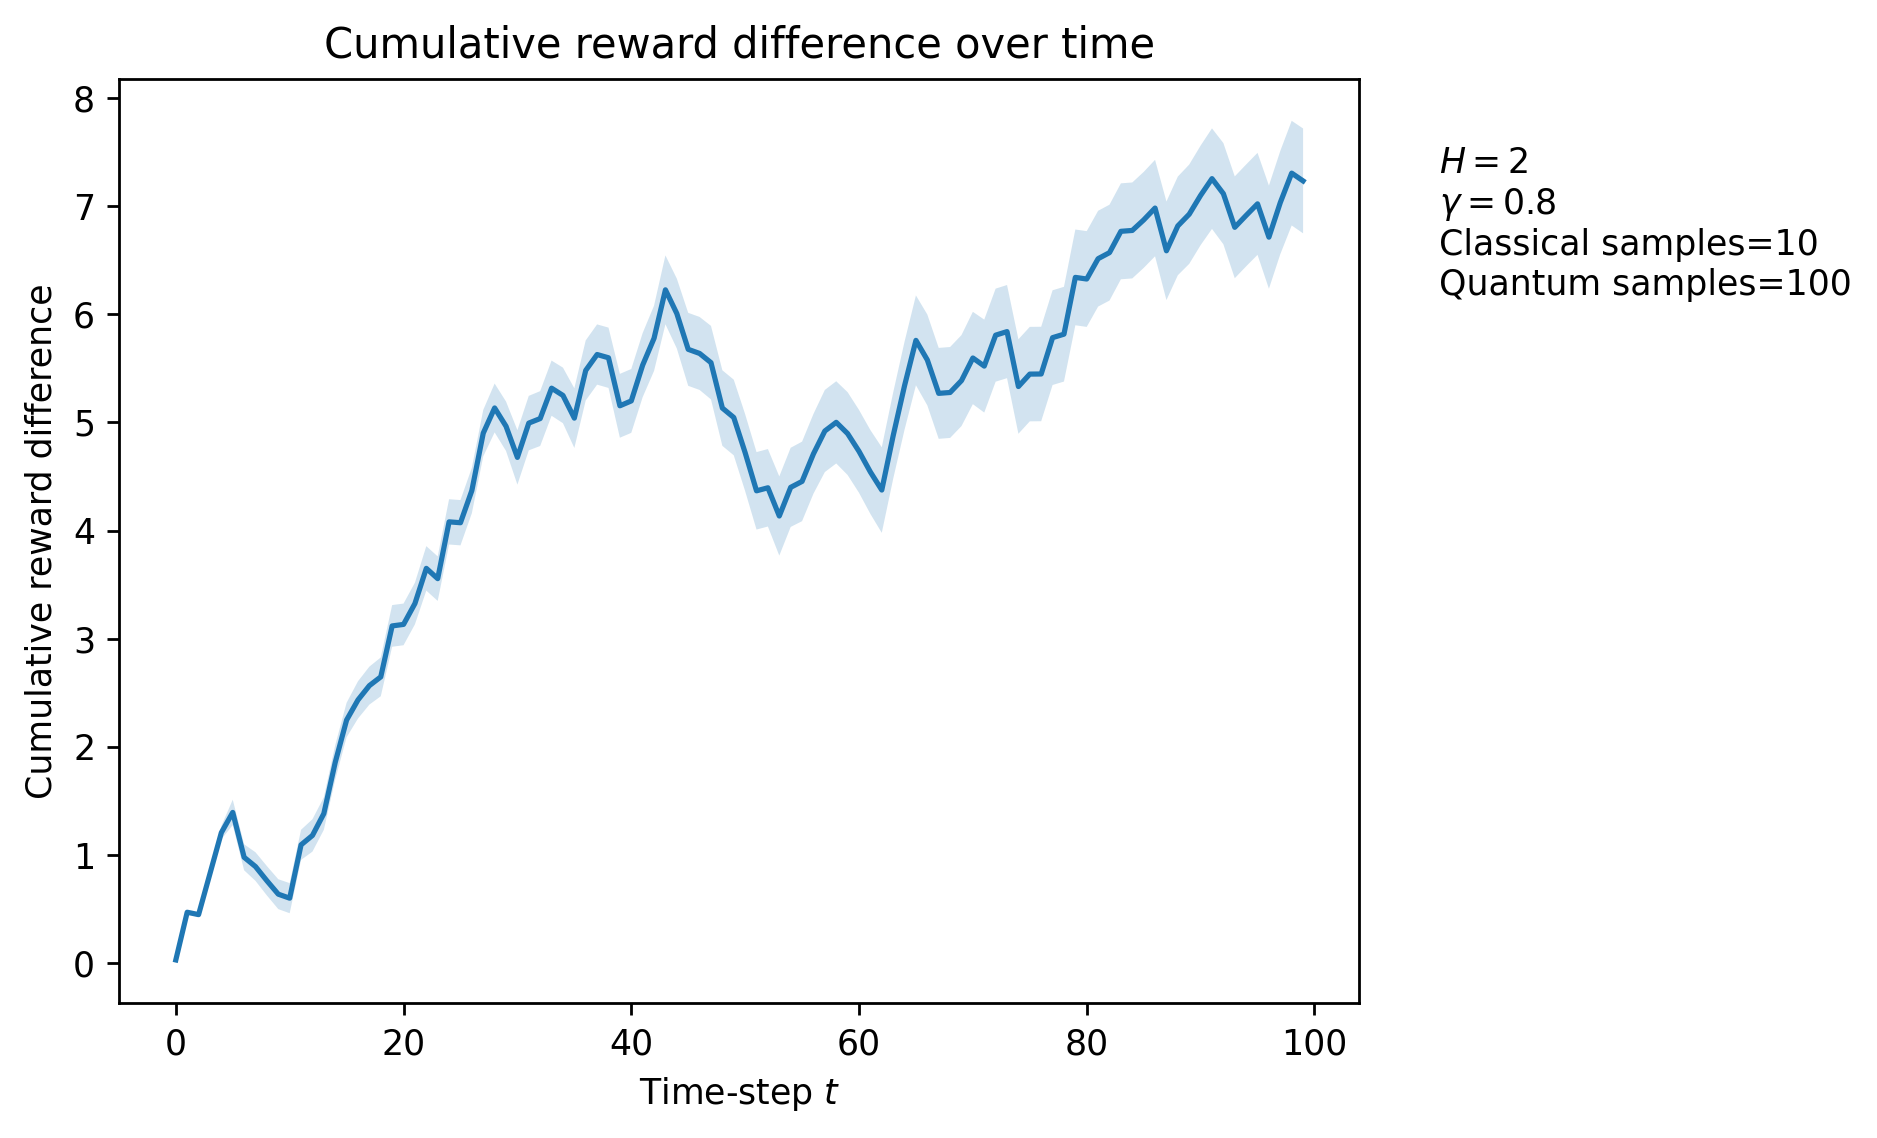 Cumulative reward difference over time
Cumulative reward difference
8
7
6
5
4
3
2
1
0
0 20 40 60 80 100
Time-step t
H = 2
γ = 0.8
Classical samples=10
Quantum samples=100